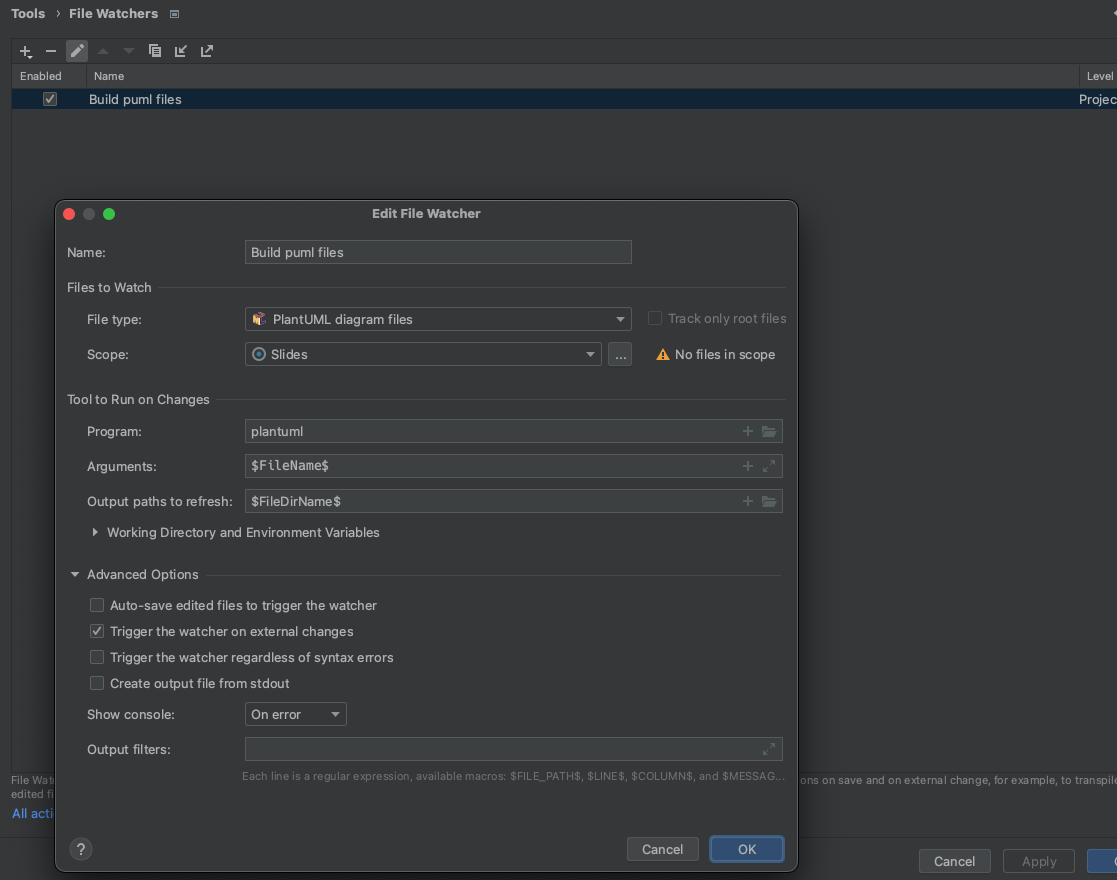 Tools › File Watchers
Enabled Name Level
Build puml files Projec
Edit File Watcher
Name: Build puml files
Files to Watch
File type: PlantUML diagram files Track only root files
Scope: Slides ... No files in scope
Tool to Run on Changes
Program: plantuml
Arguments: $FileName$
Output paths to refresh: $FileDirName$
Working Directory and Environment Variables
Advanced Options
Auto-save edited files to trigger the watcher
Trigger the watcher on external changes
Trigger the watcher regardless of syntax errors
Create output file from stdout
Show console: On error
Output filters:
Each line is a regular expression, available macros: $FILE_PATH$, $LINE$, $COLUMN$, and $MESSAG...
File Wat ons on save and on external change, for example, to transpile
edited fi
All acti
? Cancel OK
Cancel Apply